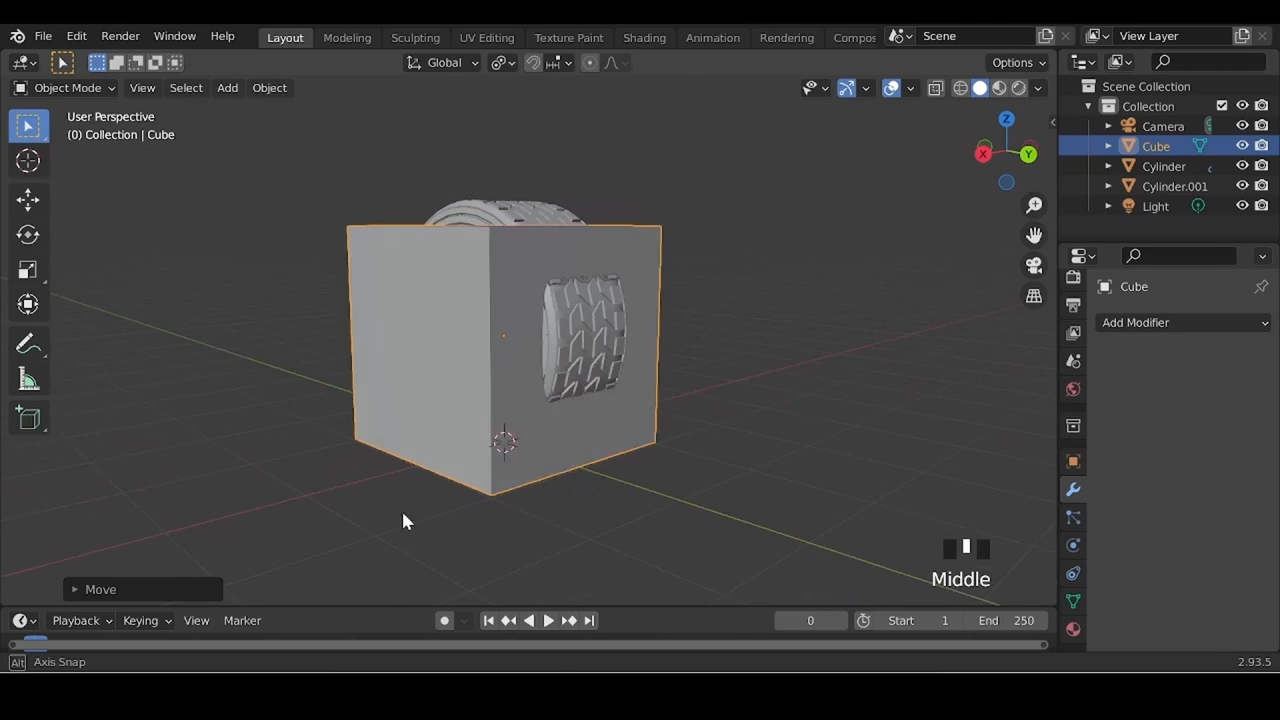 File Edit Render Window Help Layout Modeling Sculpting UV Editing Texture Paint Shading Animation Rendering Compos Scene View Layer
Global Options
Object Mode View Select Add Object
User Perspective
(0) Collection | Cube
Z
X
Y
Scene Collection
Collection
Camera
Cube
Cylinder
Cylinder.001
Light
Cube
Add Modifier
Middle
Move
Playback Keying View Marker 0 Start 1 End 250
Alt Axis Snap 2.93.5